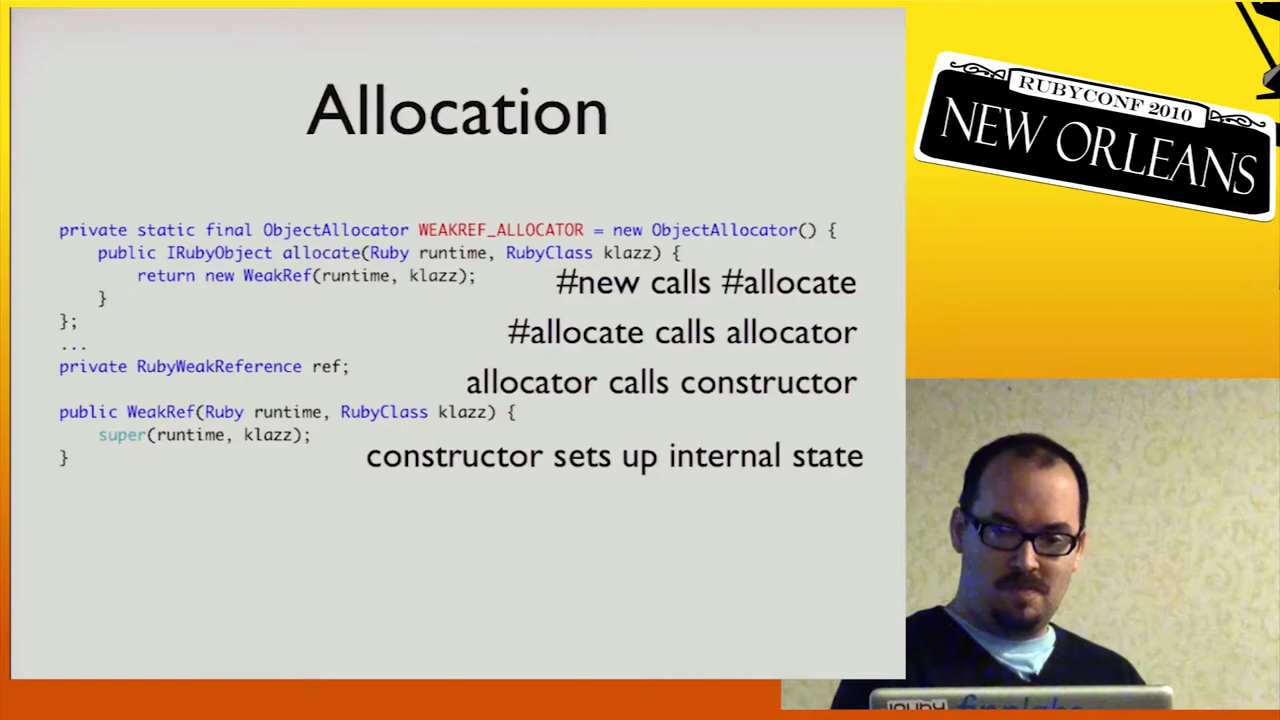 Allocation
private static final ObjectAllocator WEAKREF_ALLOCATOR = new ObjectAllocator() {
public IRubyObject allocate(Ruby runtime, RubyClass klazz) {
return new WeakRef(runtime, klazz);
}
};
...
private RubyWeakReference ref;
public WeakRef(Ruby runtime, RubyClass klazz) {
super(runtime, klazz);
}
#new calls #allocate
#allocate calls allocator
allocator calls constructor
constructor sets up internal state
RUBYCONF 2010
NEW ORLEANS